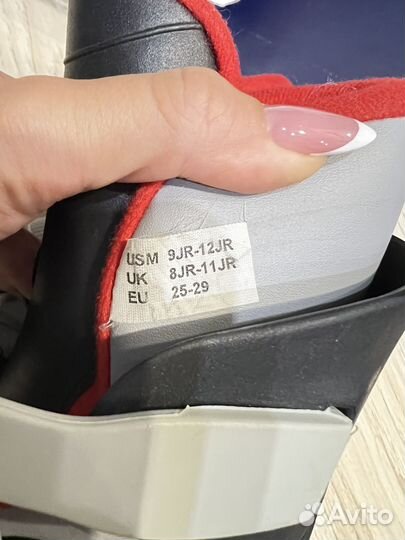 USM 9JR-12JR
UK 8JR-11JR
EU 25-29
Avito